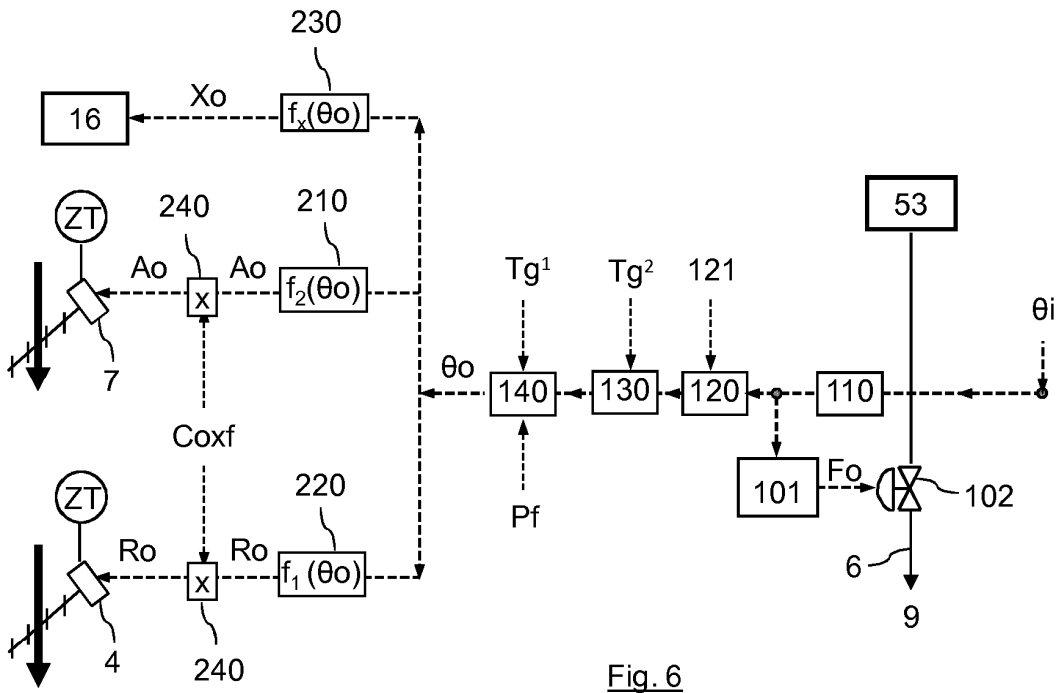 230
Xo
16
fx(θo)
ZT
240
210
53
Ao
Ao
x
f2(θo)
Tg1
Tg2
121
θi
7
θo
140
130
120
110
Coxf
ZT
220
Pf
101
Fo
102
Ro
Ro
x
f1(θo)
6
4
240
9
Fig. 6